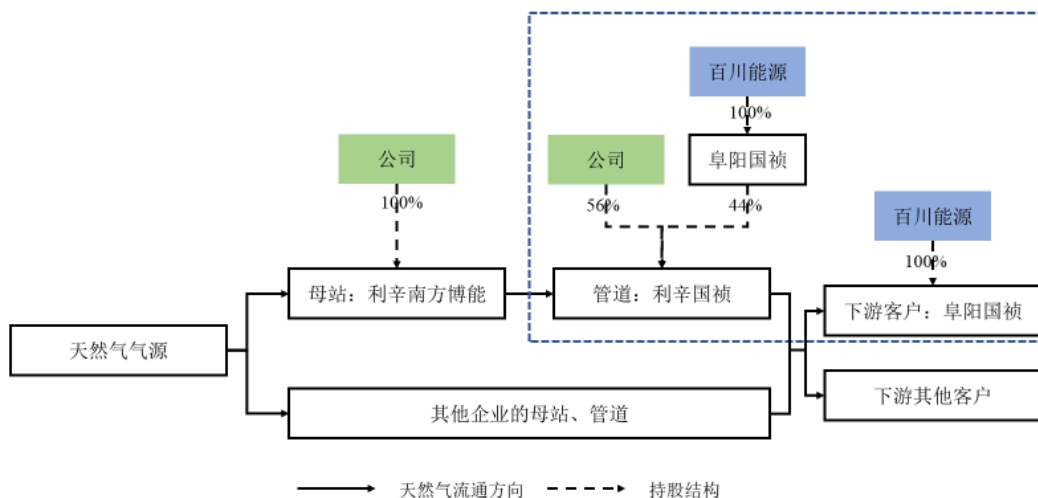 百川能源
100%
公司
公司
阜阳国祯
100%
56%
44%
百川能源
100%
母站：利辛南方博能
管道：利辛国祯
下游客户：阜阳国祯
天然气气源
其他企业的母站、管道
下游其他客户
天然气流通方向
持股结构